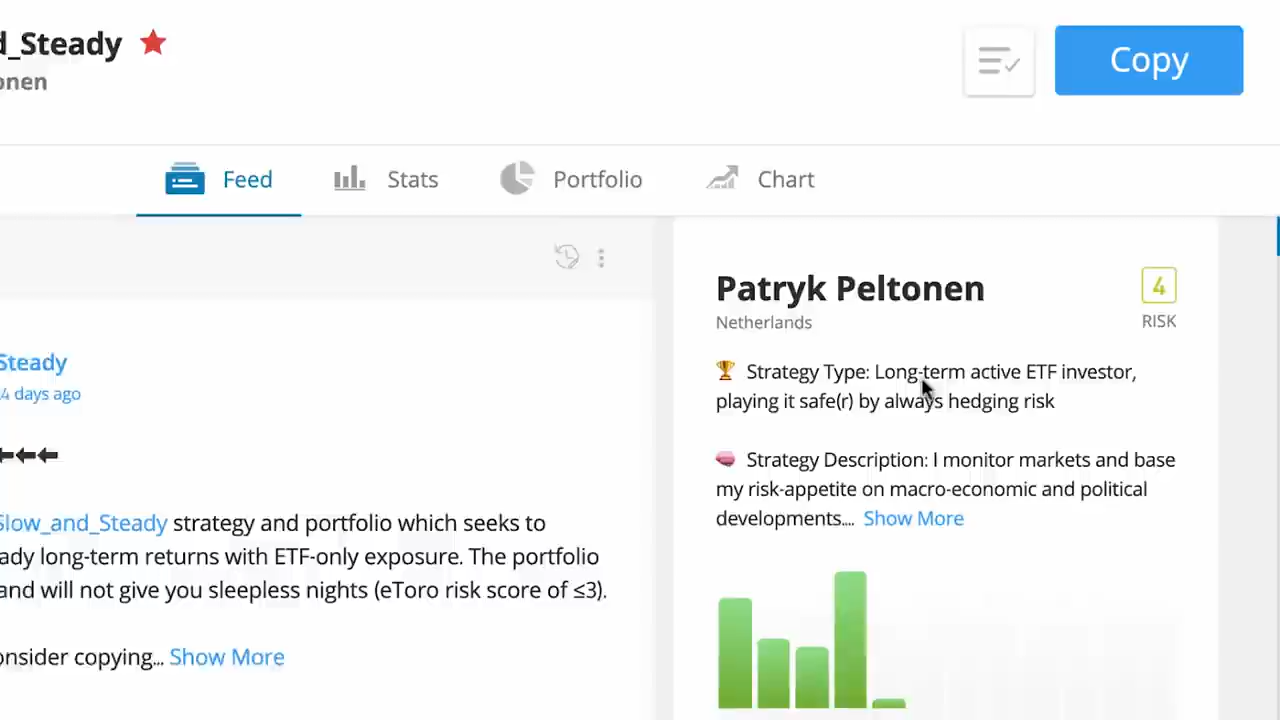 d_Steady
onen
Copy
Feed
Stats
Portfolio
Chart
Steady
4 days ago
Slow_and_Steady strategy and portfolio which seeks to
ady long-term returns with ETF-only exposure. The portfolio
and will not give you sleepless nights (eToro risk score of ≤3).
onsider copying... Show More
Patryk Peltonen
4
Netherlands
RISK
Strategy Type: Long-term active ETF investor,
playing it safe(r) by always hedging risk
Strategy Description: I monitor markets and base
my risk-appetite on macro-economic and political
developments... Show More